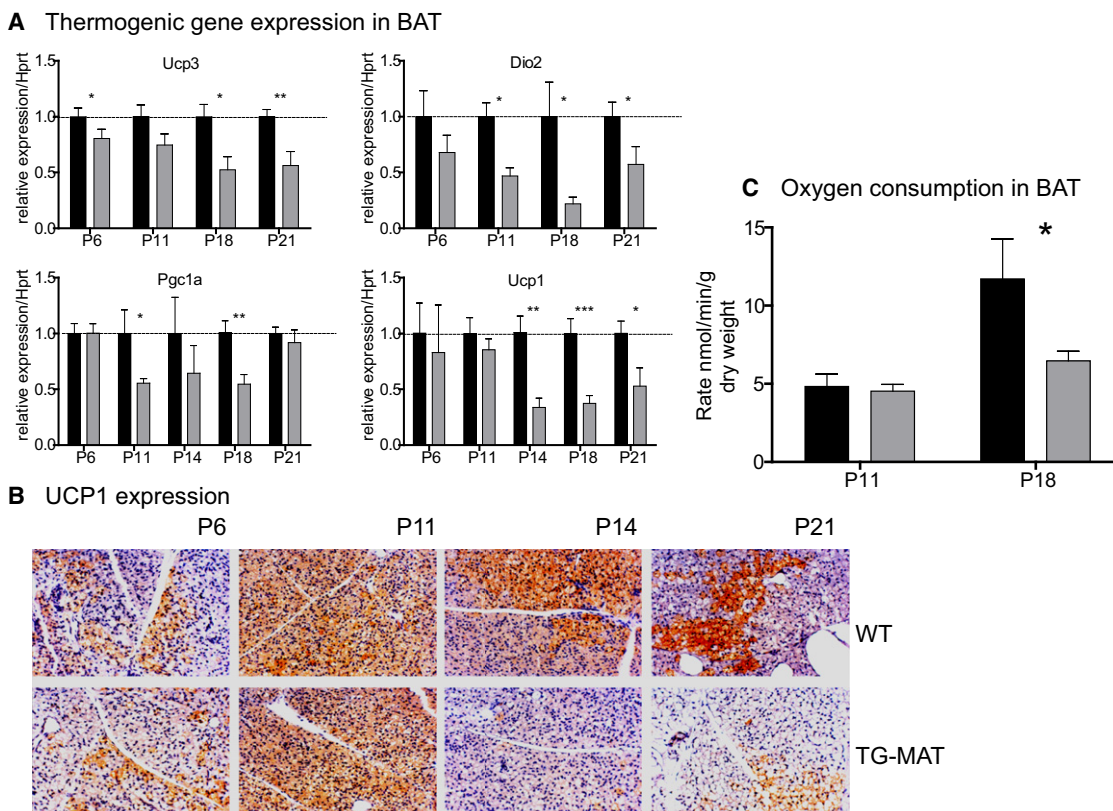 A Thermogenic gene expression in BAT
Ucp3
relative expression/Hprt
1.5
1.0
0.5
0.0
* * **
P6 P11 P18 P21
Dio2
relative expression/Hprt
1.5
1.0
0.5
0.0
* * *
P6 P11 P18 P21
Pgc1a
relative expression/Hprt
1.5
1.0
0.5
0.0
* **
P6 P11 P14 P18 P21
Ucp1
relative expression/Hprt
1.5
1.0
0.5
0.0
** *** *
P6 P11 P14 P18 P21
C Oxygen consumption in BAT
Rate nmol/min/g
dry weight
15
10
5
0
*
P11 P18
B UCP1 expression
P6 P11 P14 P21
WT
TG-MAT